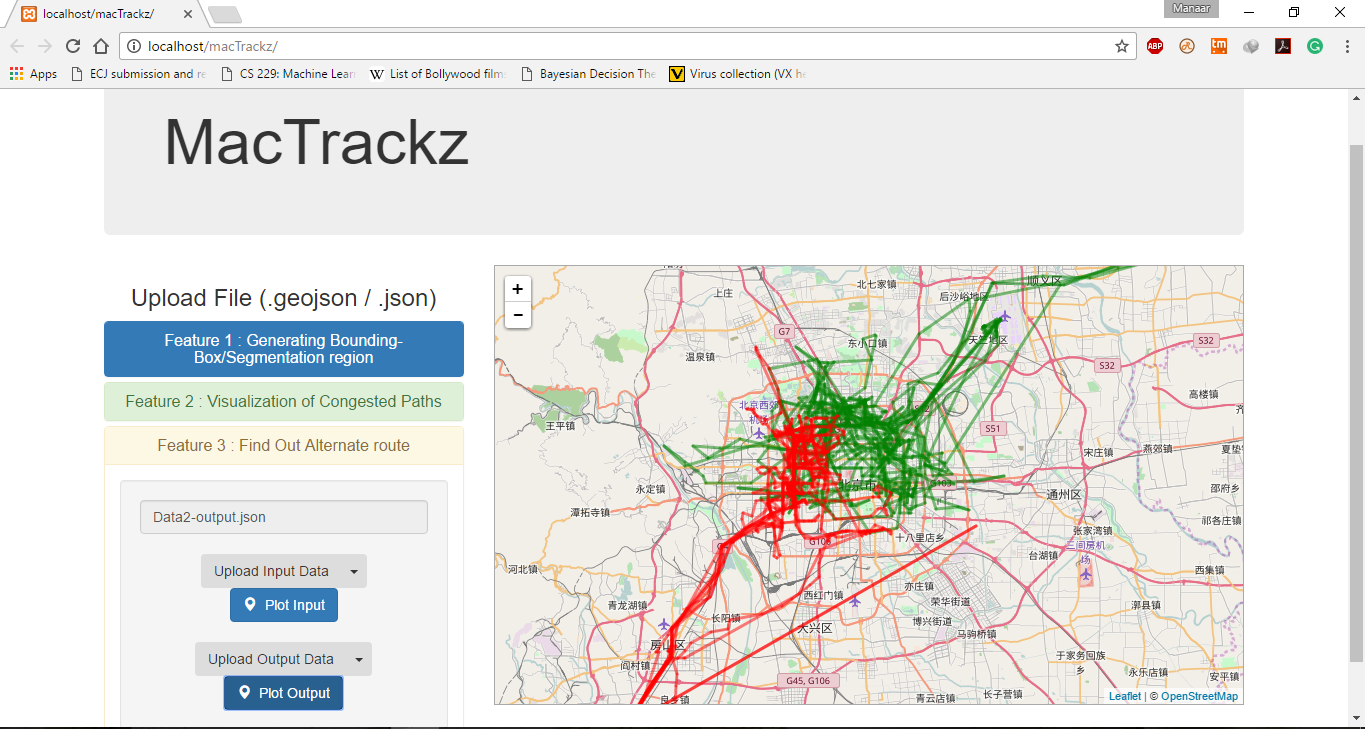 localhost/macTrackz/
Manaar
localhost/macTrackz/
ABP
tm
Apps
ECJ submission and re
CS 229: Machine Lear
W
List of Bollywood film
Bayesian Decision The
V
Virus collection (VX he
MacTrackz
Upload File (.geojson / .json)
Feature 1 : Generating Bounding-
Box/Segmentation region
Feature 2 : Visualization of Congested Paths
Feature 3 : Find Out Alternate route
Data2-output.json
Upload Input Data
Plot Input
Upload Output Data
Plot Output
+
−
上庄
北七家镇
后沙峪地区
顺义区
G7
东小口镇
天竺地区
S32
温泉镇
S32
高楼镇
北京西郊
机场
王平镇
S51
宋庄镇
燕郊镇
夏垫
北京市
G103
永定镇
通州区
邵府乡
潭柘寺镇
张家湾镇
祁各庄镇
十八里店乡
三间房机
场
台湖镇
河北镇
亦庄镇
西集镇
西红门镇
青龙湖镇
荣华街道
漷县镇
长阳镇
博兴街道
大兴区
马驹桥镇
房山区
于家务回族
乡
阎村镇
永乐店镇
安平镇
G45, G106
良乡镇
青云店镇
长子营镇
Leaflet | © OpenStreetMap